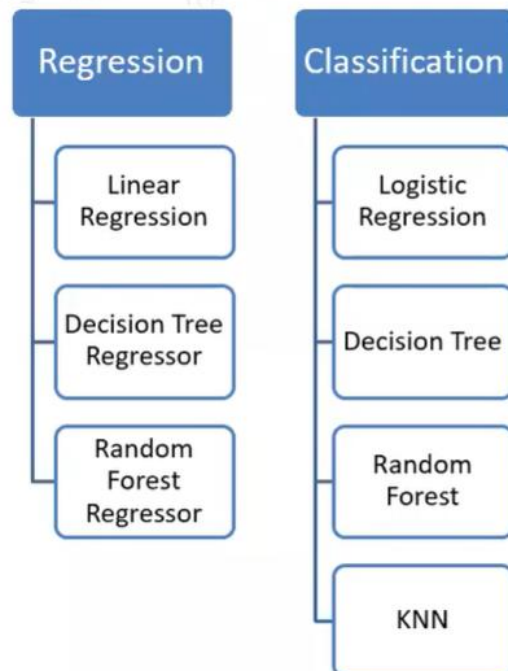 Regression
Linear
Regression
Decision Tree
Regressor
Random
Forest
Regressor
Classification
Logistic
Regression
Decision Tree
Random
Forest
KNN